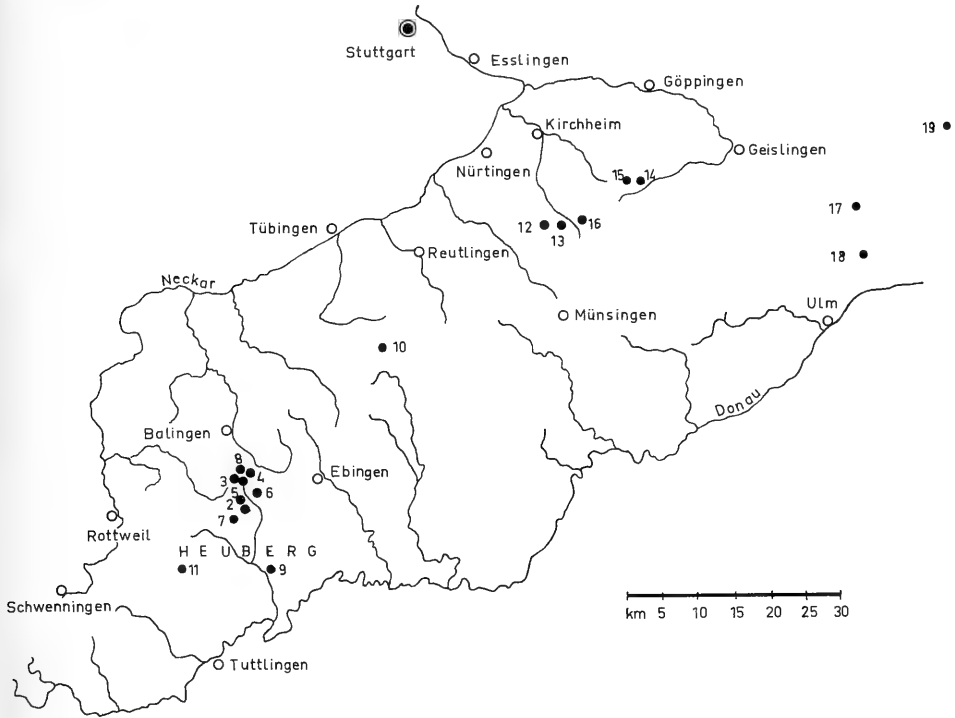 Stuttgart
Esslingen
Göppingen
Kirchheim
19
Nürtingen
Geislingen
15
14
17
Tübingen
12
13
16
Reutlingen
18
Neckar
Ulm
Münsingen
10
Donau
Balingen
8
3
4
Ebingen
5
6
2
7
Rottweil
HEUBERG
11
9
Schwenningen
km 5 10 15 20 25 30
Tuttlingen